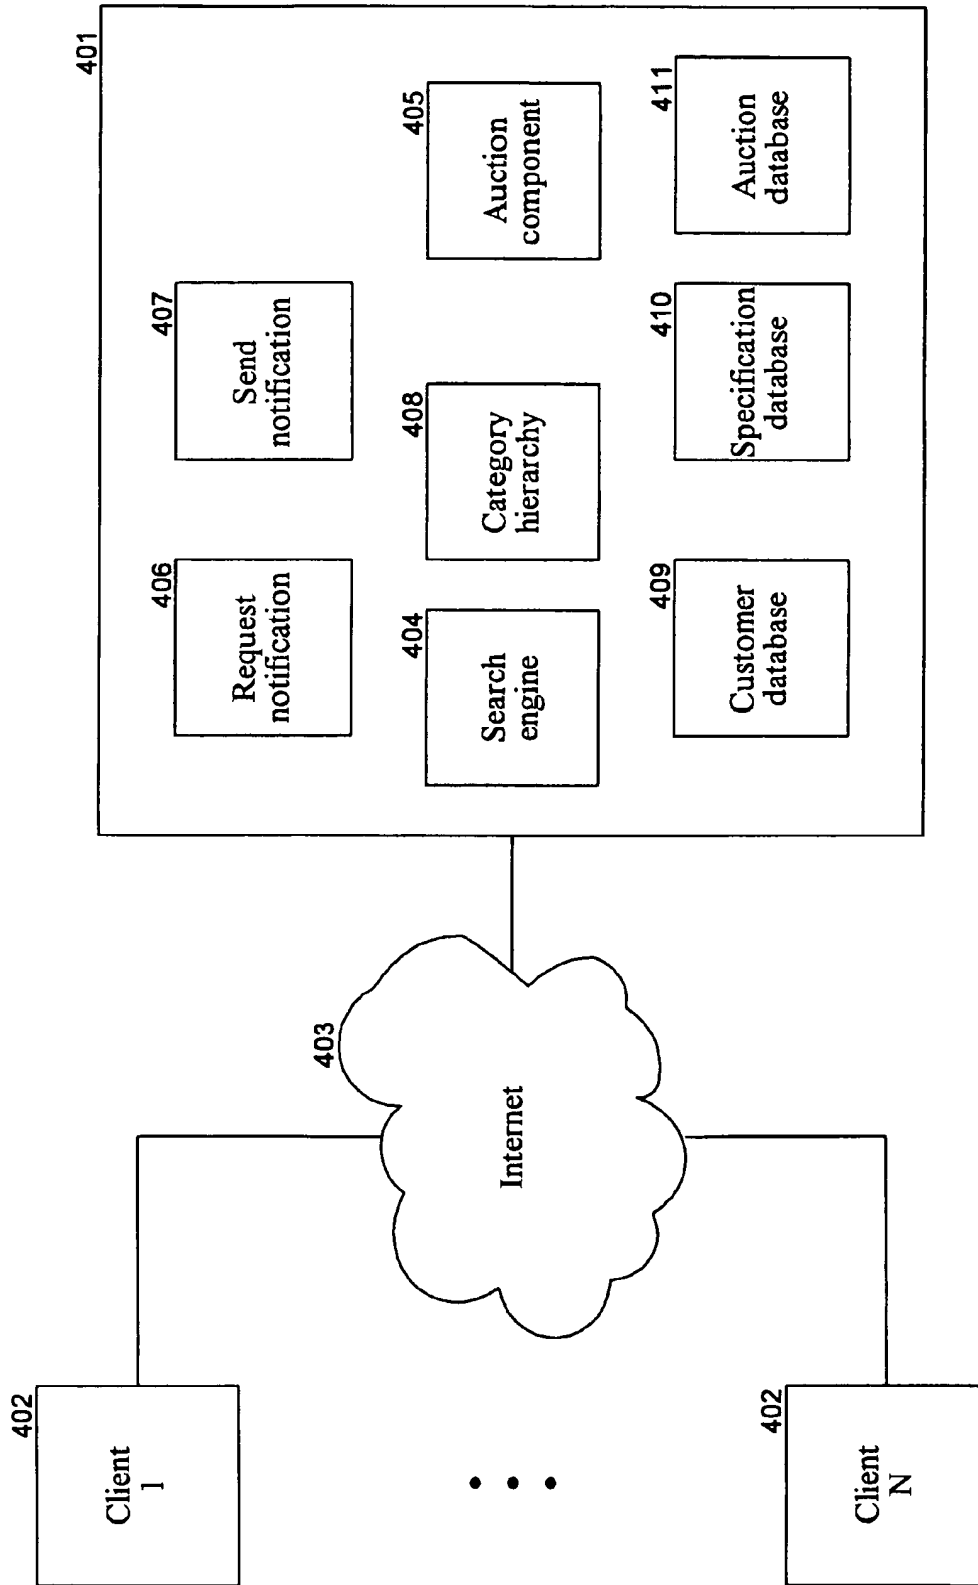 402
Client
1
402
Client
N
403
Internet
401
406
Request
notification
407
Send
notification
404
Search
engine
408
Category
hierarchy
405
Auction
component
409
Customer
database
410
Specification
database
411
Auction
database